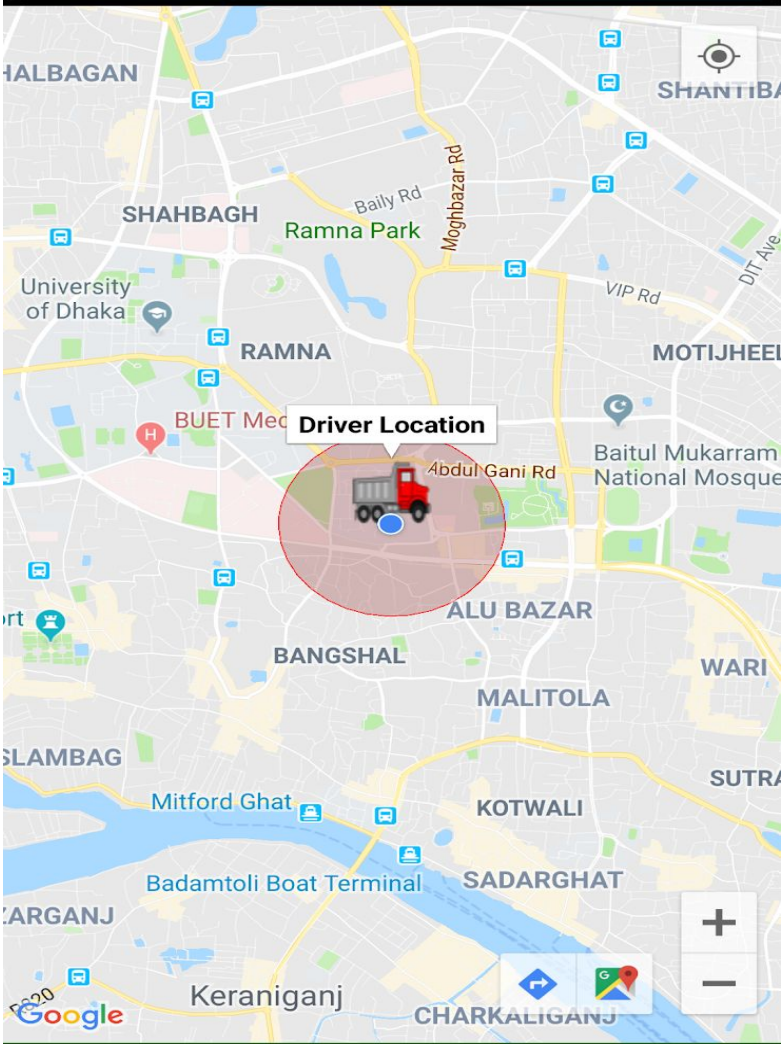 HALBAGAN
SHANTIBA
Baily Rd
Moghbazar Rd
SHAHBAGH
Ramna Park
DIT Ave
University
of Dhaka
VIP Rd
RAMNA
MOTIJHEEL
BUET Med
Driver Location
H
Abdul Gani Rd
Baitul Mukarram
National Mosque
ort
ALU BAZAR
BANGSHAL
WARI
MALITOLA
SLAMBAG
SUTRA
Mitford Ghat
KOTWALI
Badamtoli Boat Terminal
SADARGHAT
ZARGANJ
+
R820
Keraniganj
G
−
Google
CHARKALIGANJ